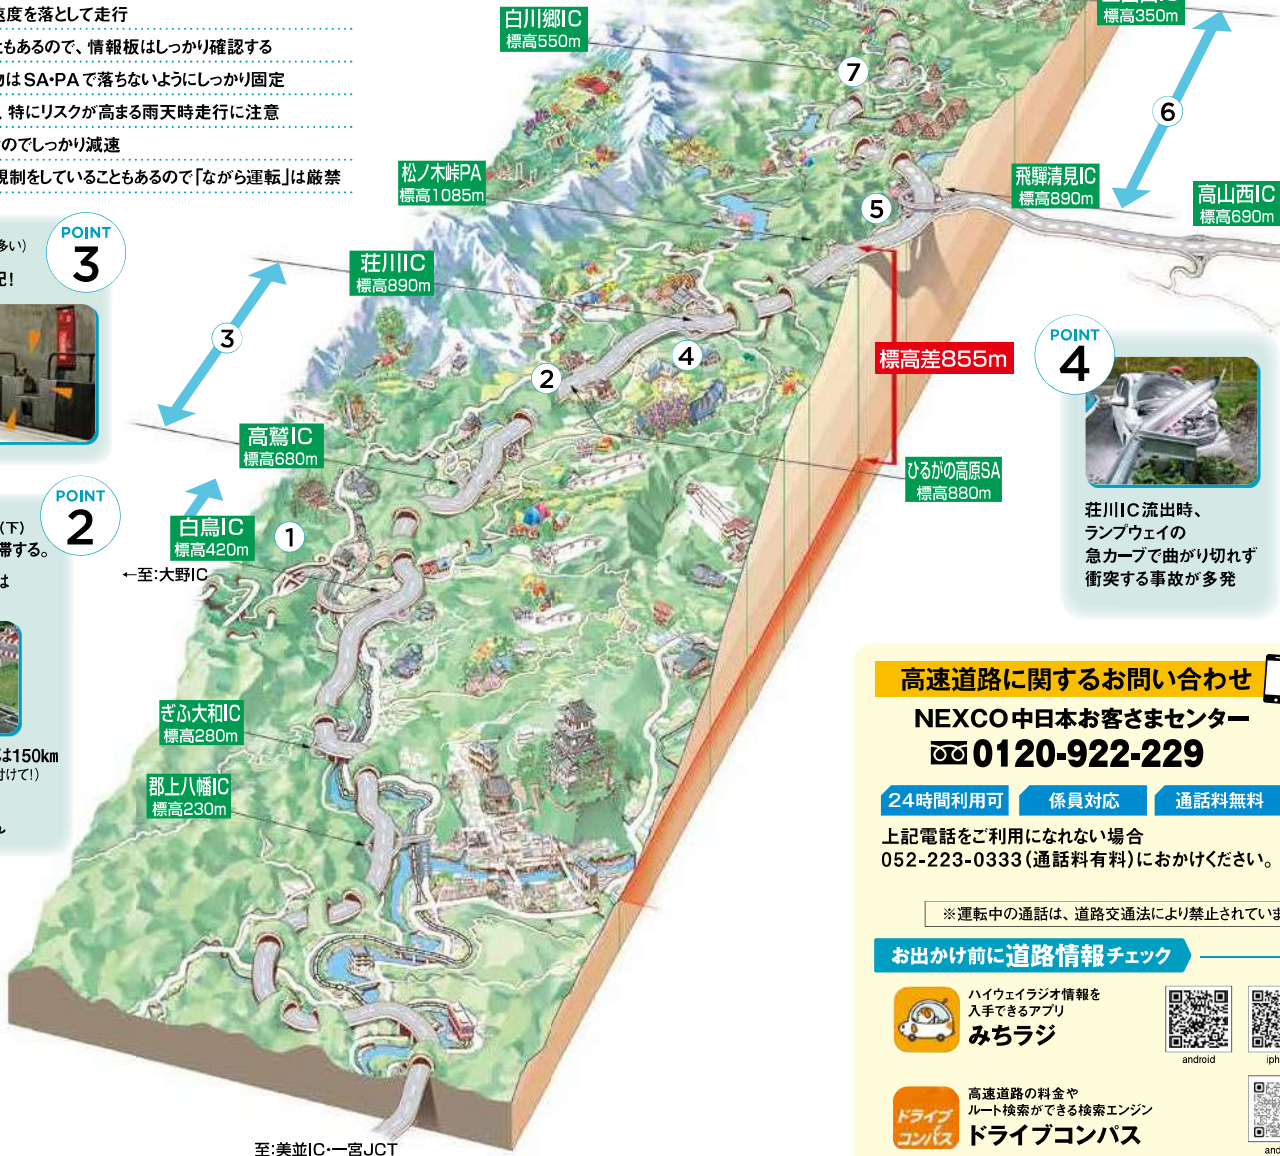 速度を落として走行
ともあるので、情報板はしっかり確認する
物はSA・PAで落ちないようにしっかり固定
、特にリスクが高まる雨天時走行に注意
のでしっかり減速
規制をしていることもあるので「ながら運転」は厳禁
POINT
3
多い)
POINT
2
(下)
帯する。
は
は150km
付けて!)
白川郷IC
標高550m
標高350m
7
6
松ノ木峠PA
標高1085m
飛騨清見IC
標高890m
高山西IC
標高690m
5
荘川IC
標高890m
3
4
2
標高差855m
高鷲IC
標高680m
ひるがの高原SA
標高880m
白鳥IC
標高420m
1
←至:大野IC
ぎふ大和IC
標高280m
郡上八幡IC
標高230m
至:美並IC・一宮JCT
POINT
4
荘川IC流出時、
ランプウェイの
急カーブで曲がり切れず
衝突する事故が多発
高速道路に関するお問い合わせ
NEXCO中日本お客さまセンター
0120-922-229
24時間利用可
係員対応
通話料無料
上記電話をご利用になれない場合
052-223-0333(通話料有料)におかけください。
※運転中の通話は、道路交通法により禁止されていま
お出かけ前に道路情報チェック
ハイウェイラジオ情報を
入手できるアプリ
みちラジ
android
iph
ドライブ
コンパス
高速道路の料金や
ルート検索ができる検索エンジン
ドライブコンパス
and